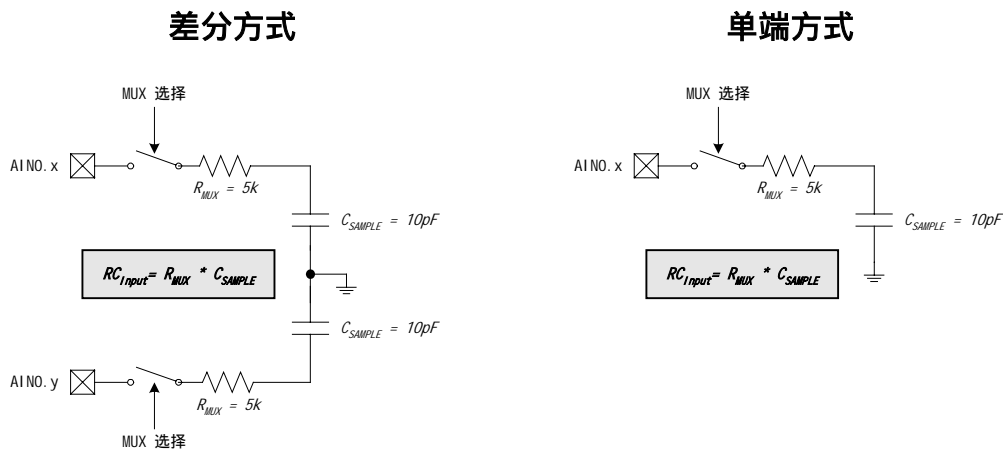 差分方式
MUX 选择
AIN0.x
R_MUX = 5k
C_SAMPLE = 10pF
RC_Input= R_MUX * C_SAMPLE
C_SAMPLE = 10pF
AIN0.y
R_MUX = 5k
MUX 选择
单端方式
MUX 选择
AIN0.x
R_MUX = 5k
C_SAMPLE = 10pF
RC_Input= R_MUX * C_SAMPLE